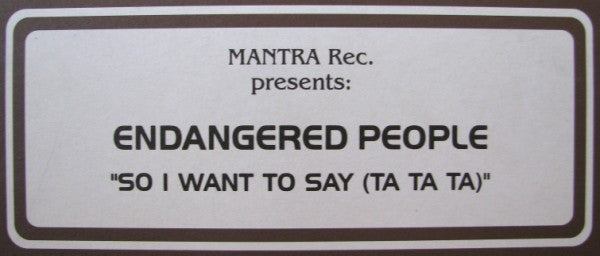 MANTRA Rec.
presents:
ENDANGERED PEOPLE
"SO I WANT TO SAY (TA TA TA)"